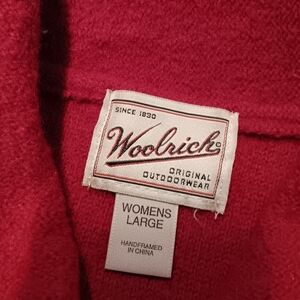 SINCE 1830
Woolrich
ORIGINAL
OUTDOORWEAR
WOMENS
LARGE
HANDFRAMED
IN CHINA